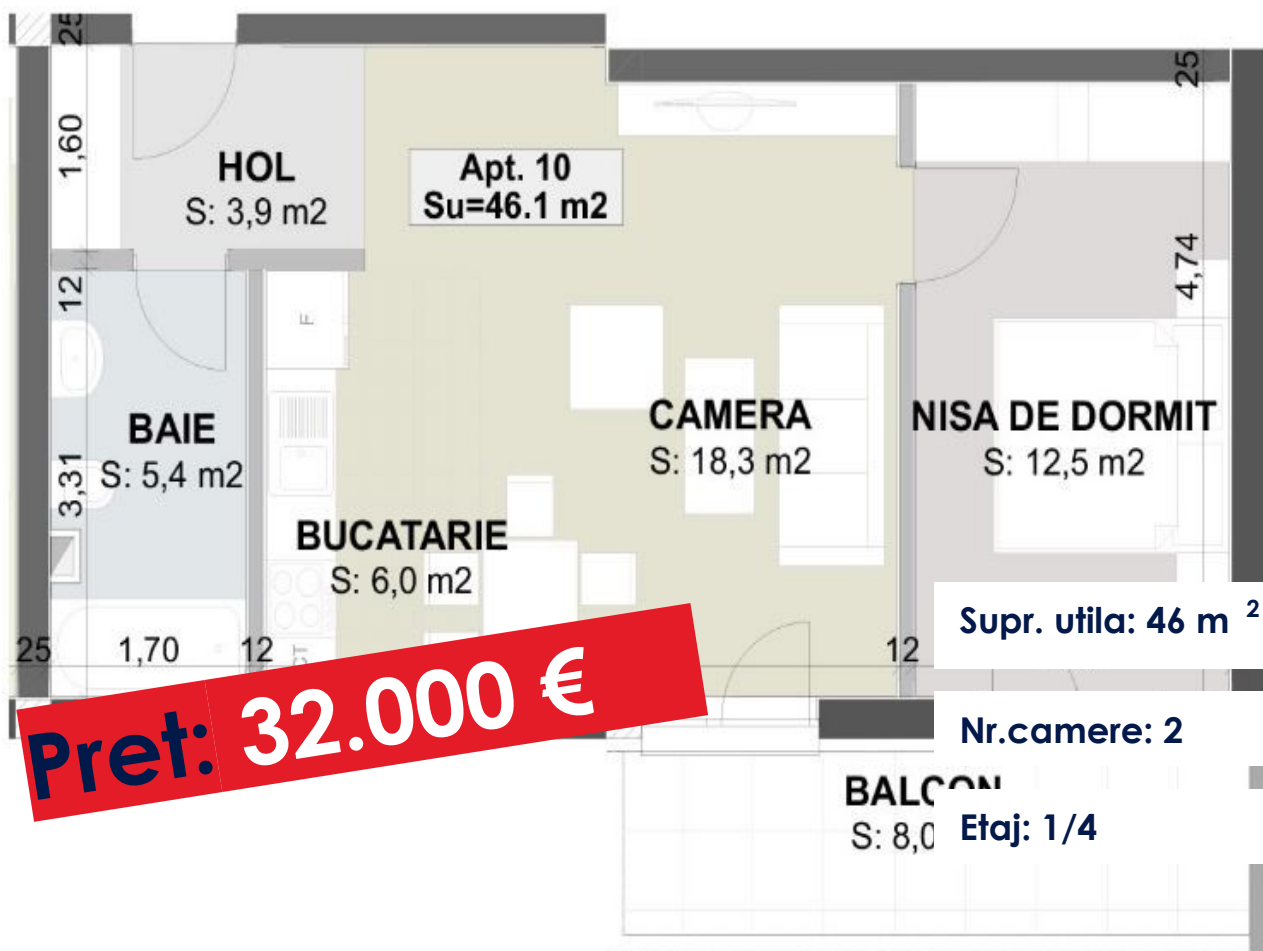 25
25
1,60
HOL
S: 3,9 m2
Apt. 10
Su=46.1 m2
12
4,74
F
BAIE
S: 5,4 m2
CAMERA
S: 18,3 m2
NISA DE DORMIT
S: 12,5 m2
3,31
BUCATARIE
S: 6,0 m2
25
1,70
12
CT
12
Supr. utila: 46 m 2
Pret: 32.000 €
Nr.camere: 2
BALCON
S: 8,0
Etaj: 1/4